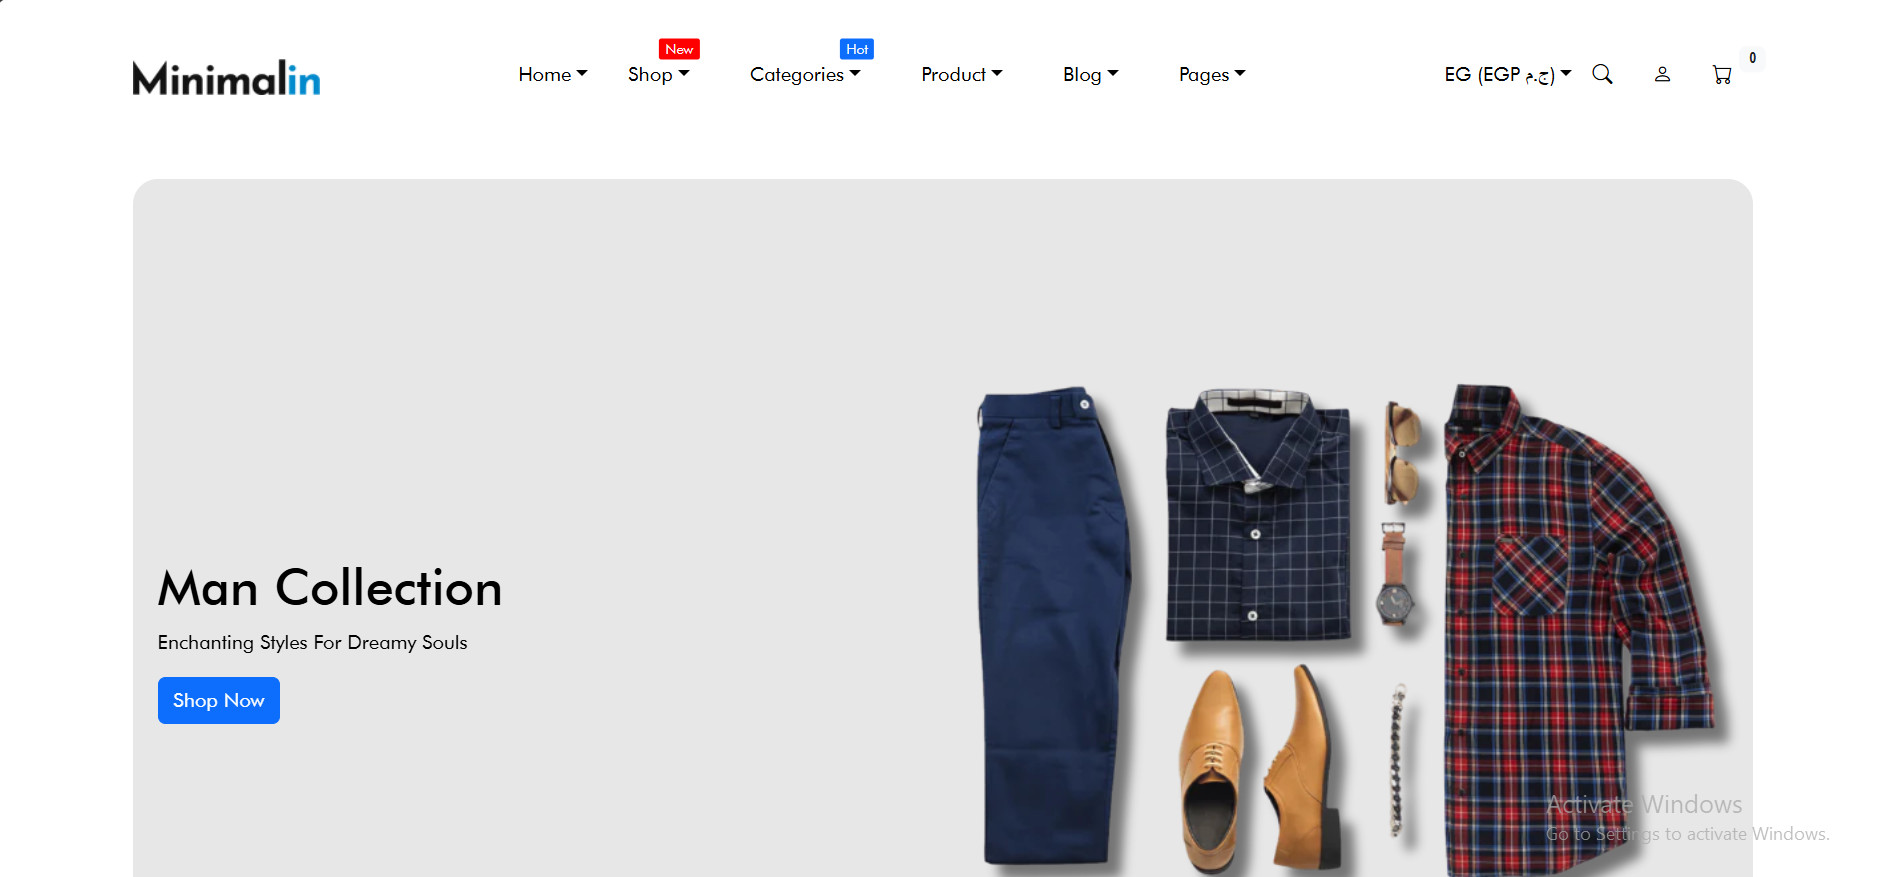 New
Hot
0
Minimalin
Home Shop Categories Product Blog Pages EG (EGP ج.م)
Man Collection
Enchanting Styles For Dreamy Souls
Shop Now
Activate Windows
Go to Settings to activate Windows.